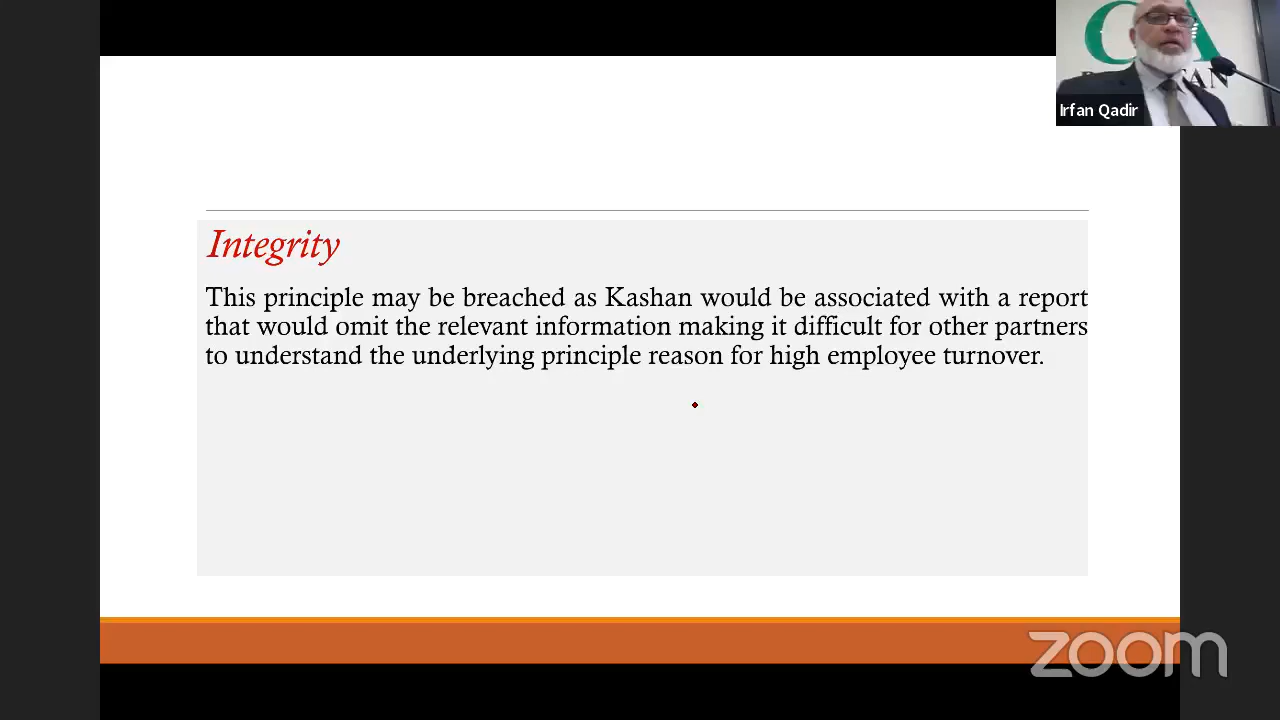 Irfan Qadir
Integrity
This principle may be breached as Kashan would be associated with a report
that would omit the relevant information making it difficult for other partners
to understand the underlying principle reason for high employee turnover.
zoom